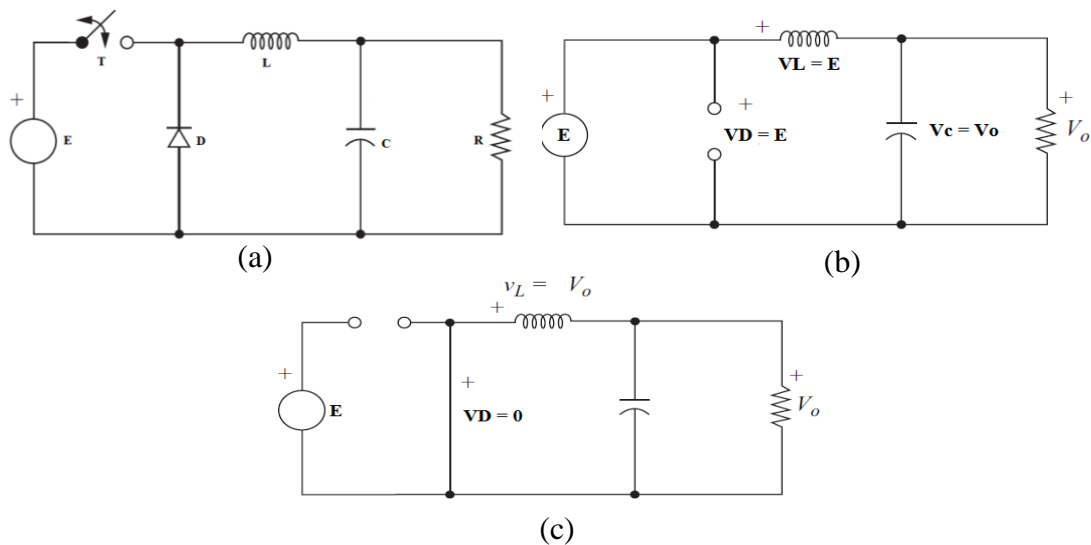 T
L
+
E
D
C
R
(a)
+
VL = E
+
E
+
VD = E
Vc = Vo
+
Vo
(b)
vL = Vo
+
+
E
+
VD = 0
+
Vo
(c)